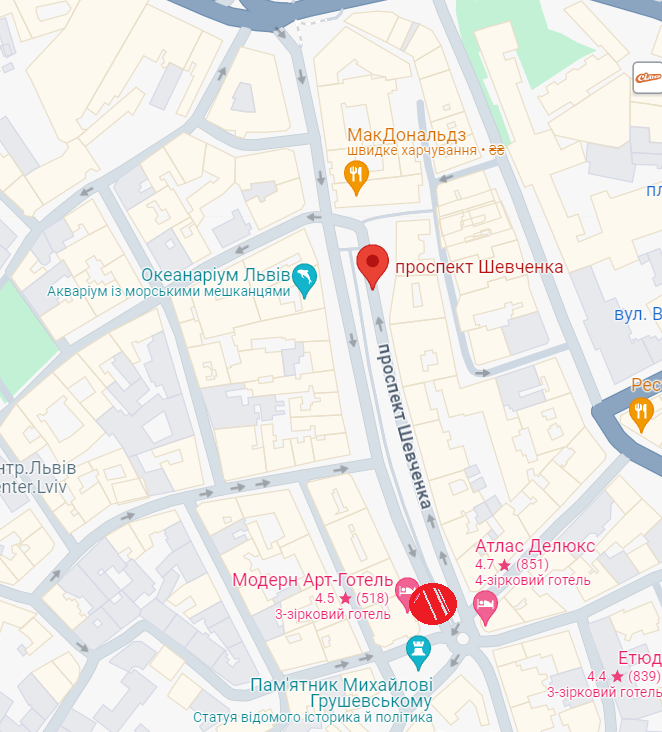 МакДональдз
швидке харчування • ₴₴
Океанаріум Львів
Акваріум із морськими мешканцями
проспект Шевченка
вул. В
проспект Шевченка
Рес
нтр.Львів
enter.Lviv
Атлас Делюкс
4.7 ★ (851)
4-зірковий готель
Модерн Арт-Готель
4.5 ★ (518)
3-зірковий готель
Етюд
4.4 ★ (839)
3-зірковий готель
Пам'ятник Михайлові
Грушевському
Статуя відомого історика й політика